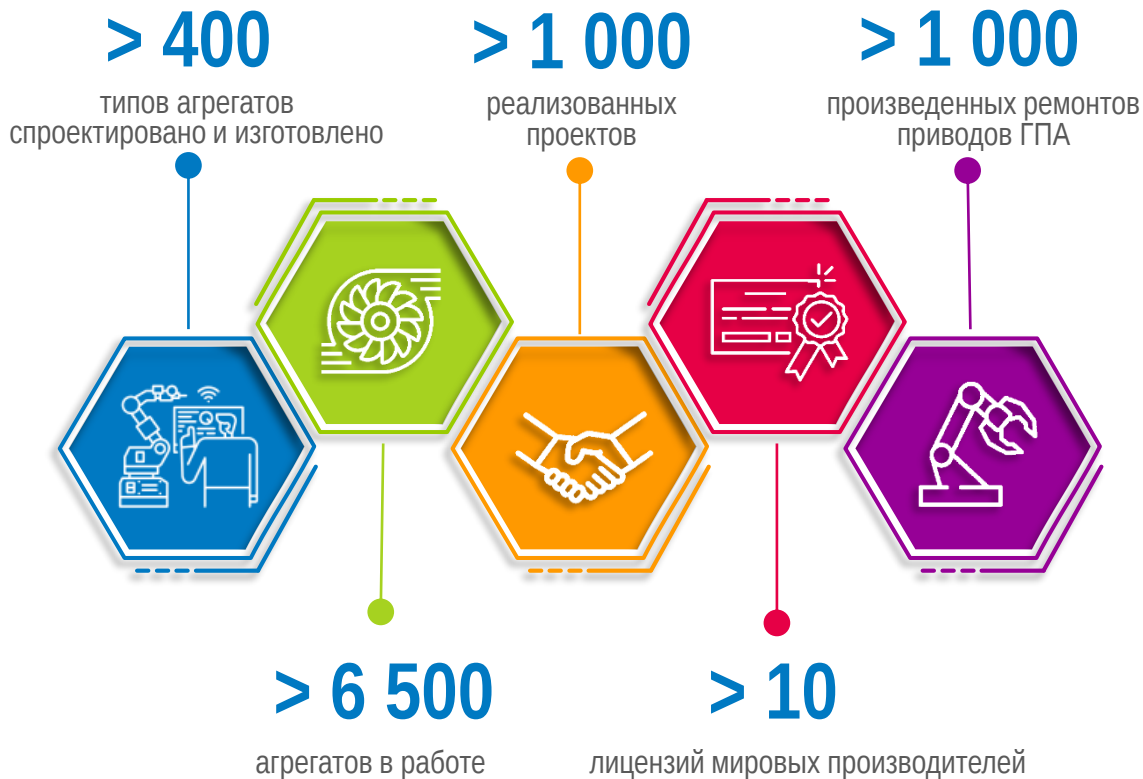 > 400
типов агрегатов
спроектировано и изготовлено
> 1 000
реализованных
проектов
> 1 000
произведенных ремонтов
приводов ГПА
> 6 500
агрегатов в работе
> 10
лицензий мировых производителей